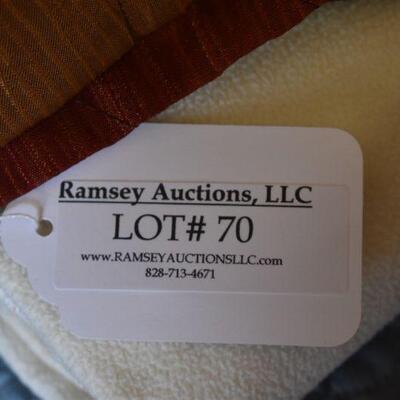 Ramsey Auctions, LLC
LOT# 70
www.RAMSEYAUCTIONSLLC.com
828-713-4671